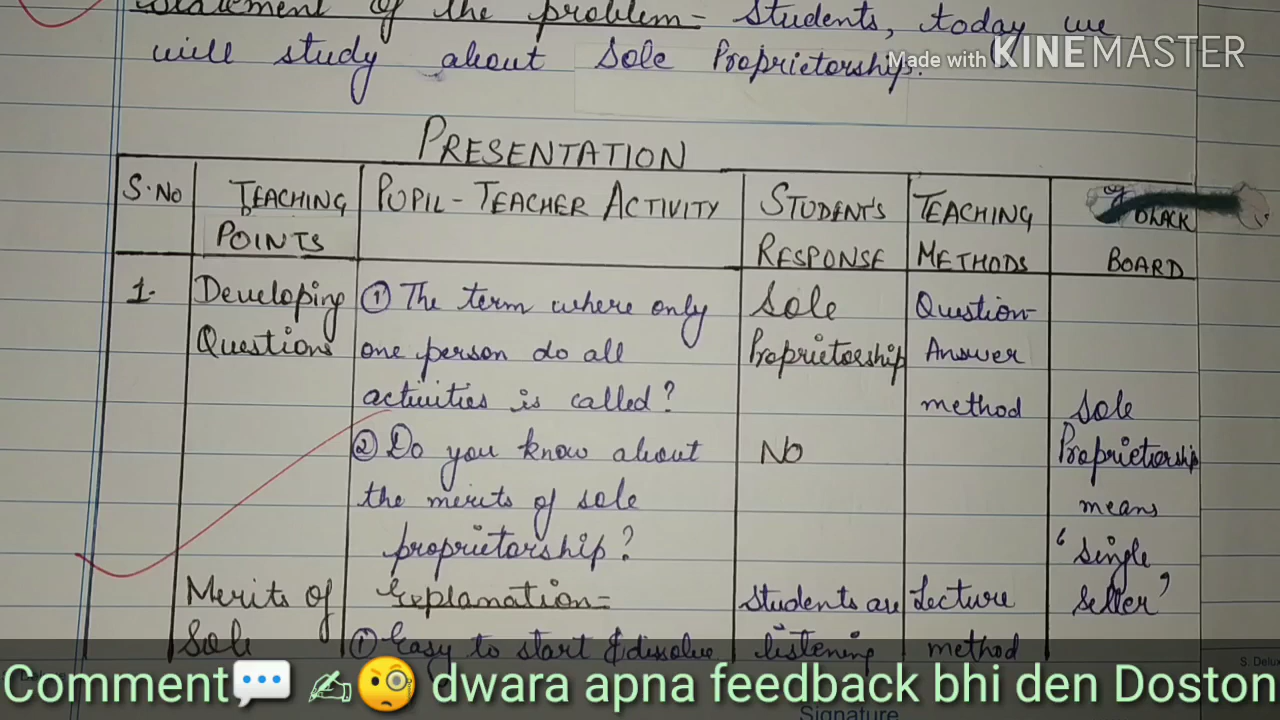 Statement of the problem - Students, today we
will study about Sole Proprietorship.
Made with KINEMASTER
PRESENTATION
S.No
TEACHING
POINTS
PUPIL - TEACHER ACTIVITY
STUDENT'S
RESPONSE
TEACHING
METHODS
BLACK
BOARD
1.
Developing
Questions
① The term where only
one person do all
activities is called?
② Do you know about
the merits of sole
proprietorship?
Sole
Proprietorship
No
Question-
Answer
method
Sole
Proprietorship
means
'Single
Seller'
Merits of
Sole
Explanation =
① Easy to start & dissolve
Students are
listening
Lecture
method
S. Delux
Comment💬 ✍️🧐 dwara apna feedback bhi den Doston
Signature